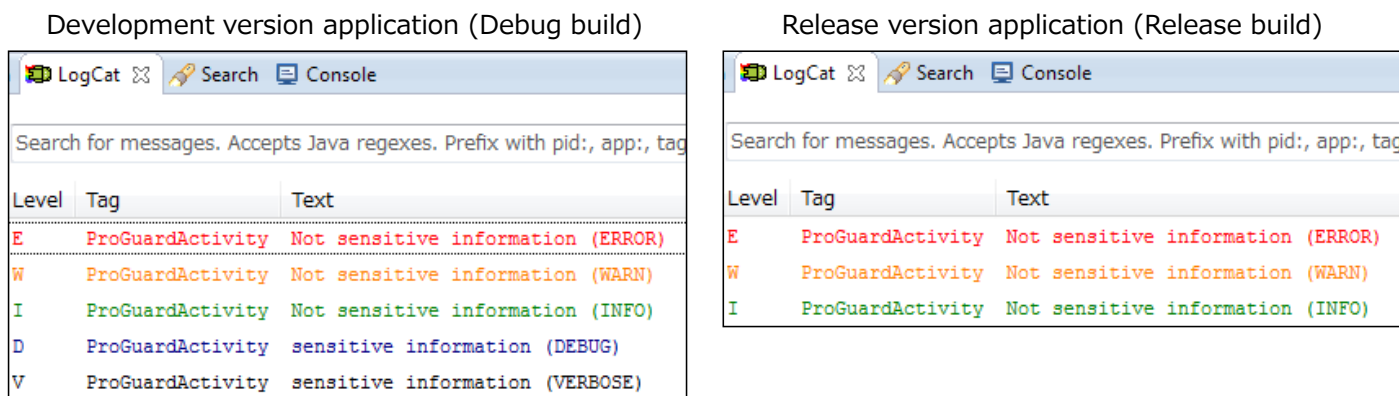 Development version application (Debug build)
LogCat Search Console
Search for messages. Accepts Java regexes. Prefix with pid:, app:, tag
Level Tag Text
E ProGuardActivity Not sensitive information (ERROR)
W ProGuardActivity Not sensitive information (WARN)
I ProGuardActivity Not sensitive information (INFO)
D ProGuardActivity sensitive information (DEBUG)
V ProGuardActivity sensitive information (VERBOSE)
Release version application (Release build)
LogCat Search Console
Search for messages. Accepts Java regexes. Prefix with pid:, app:, tag
Level Tag Text
E ProGuardActivity Not sensitive information (ERROR)
W ProGuardActivity Not sensitive information (WARN)
I ProGuardActivity Not sensitive information (INFO)